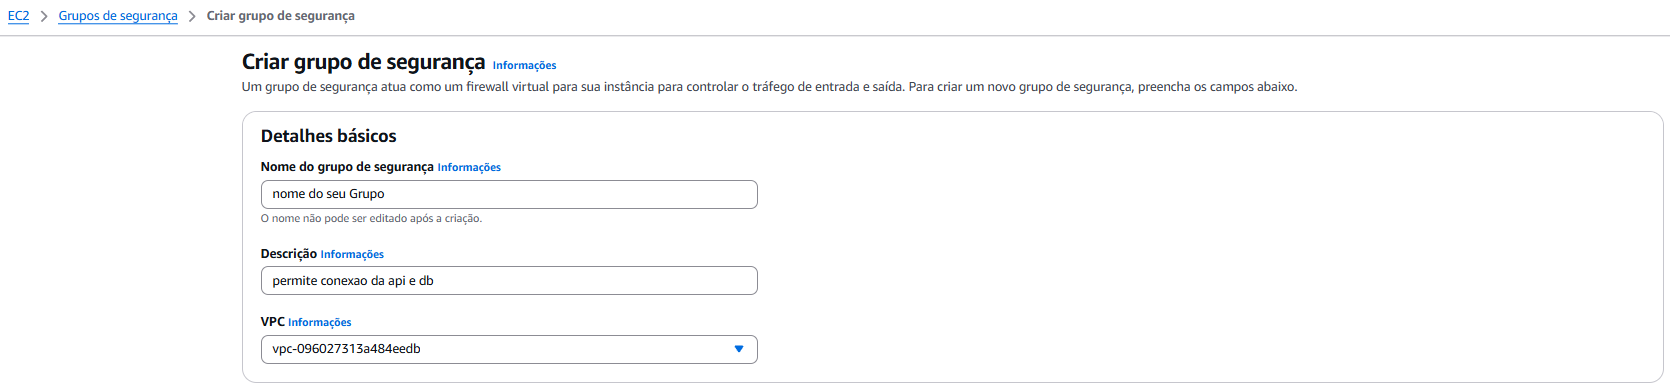 EC2 > Grupos de segurança > Criar grupo de segurança
Criar grupo de segurança Informações
Um grupo de segurança atua como um firewall virtual para sua instância para controlar o tráfego de entrada e saída. Para criar um novo grupo de segurança, preencha os campos abaixo.
Detalhes básicos
Nome do grupo de segurança Informações
nome do seu Grupo
O nome não pode ser editado após a criação.
Descrição Informações
permite conexao da api e db
VPC Informações
vpc-096027313a484eedb